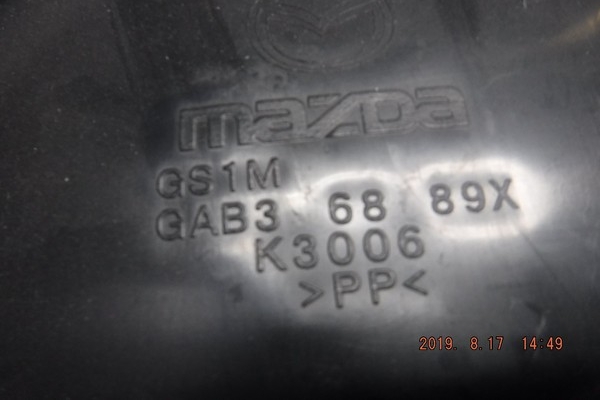 mazda
GS1M
GAB3 68 89X
K3006
>PP<
2019. 8.17 14:49